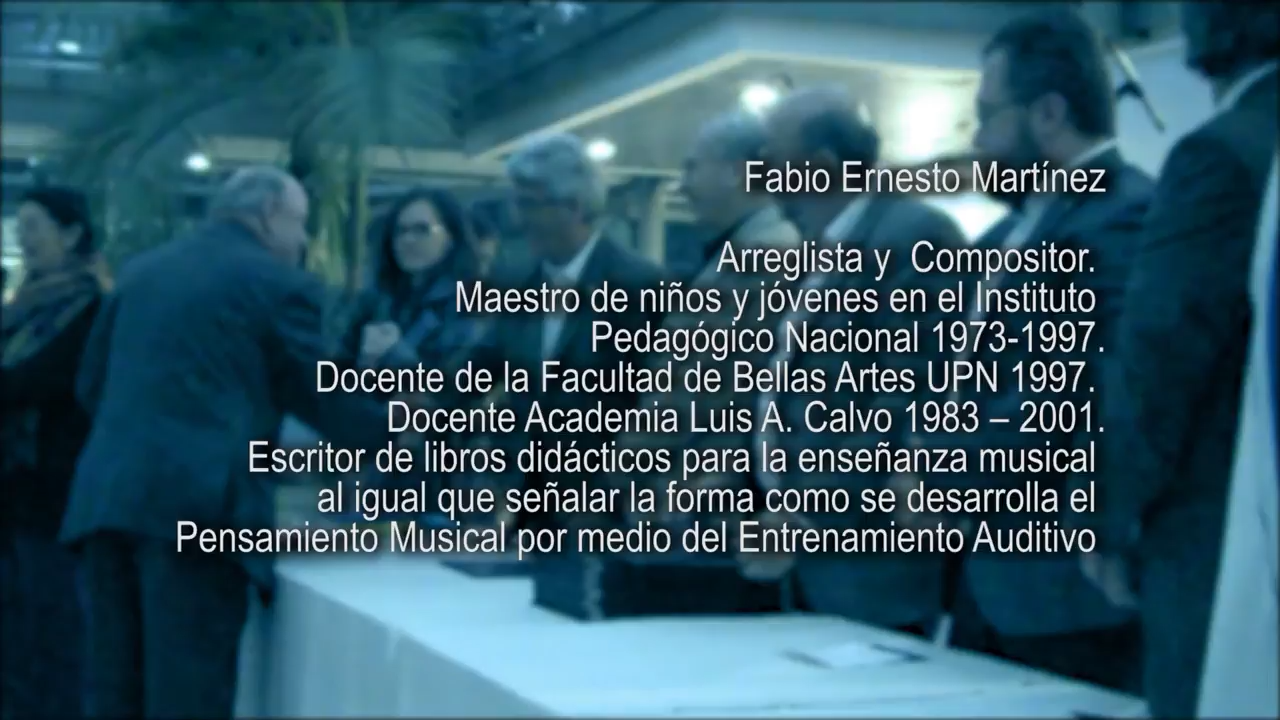 Fabio Ernesto Martínez
Arreglista y  Compositor.
Maestro de niños y jóvenes en el Instituto
Pedagógico Nacional 1973-1997.
Docente de la Facultad de Bellas Artes UPN 1997.
Docente Academia Luis A. Calvo 1983 – 2001.
Escritor de libros didácticos para la enseñanza musical
al igual que señalar la forma como se desarrolla el
Pensamiento Musical por medio del Entrenamiento Auditivo